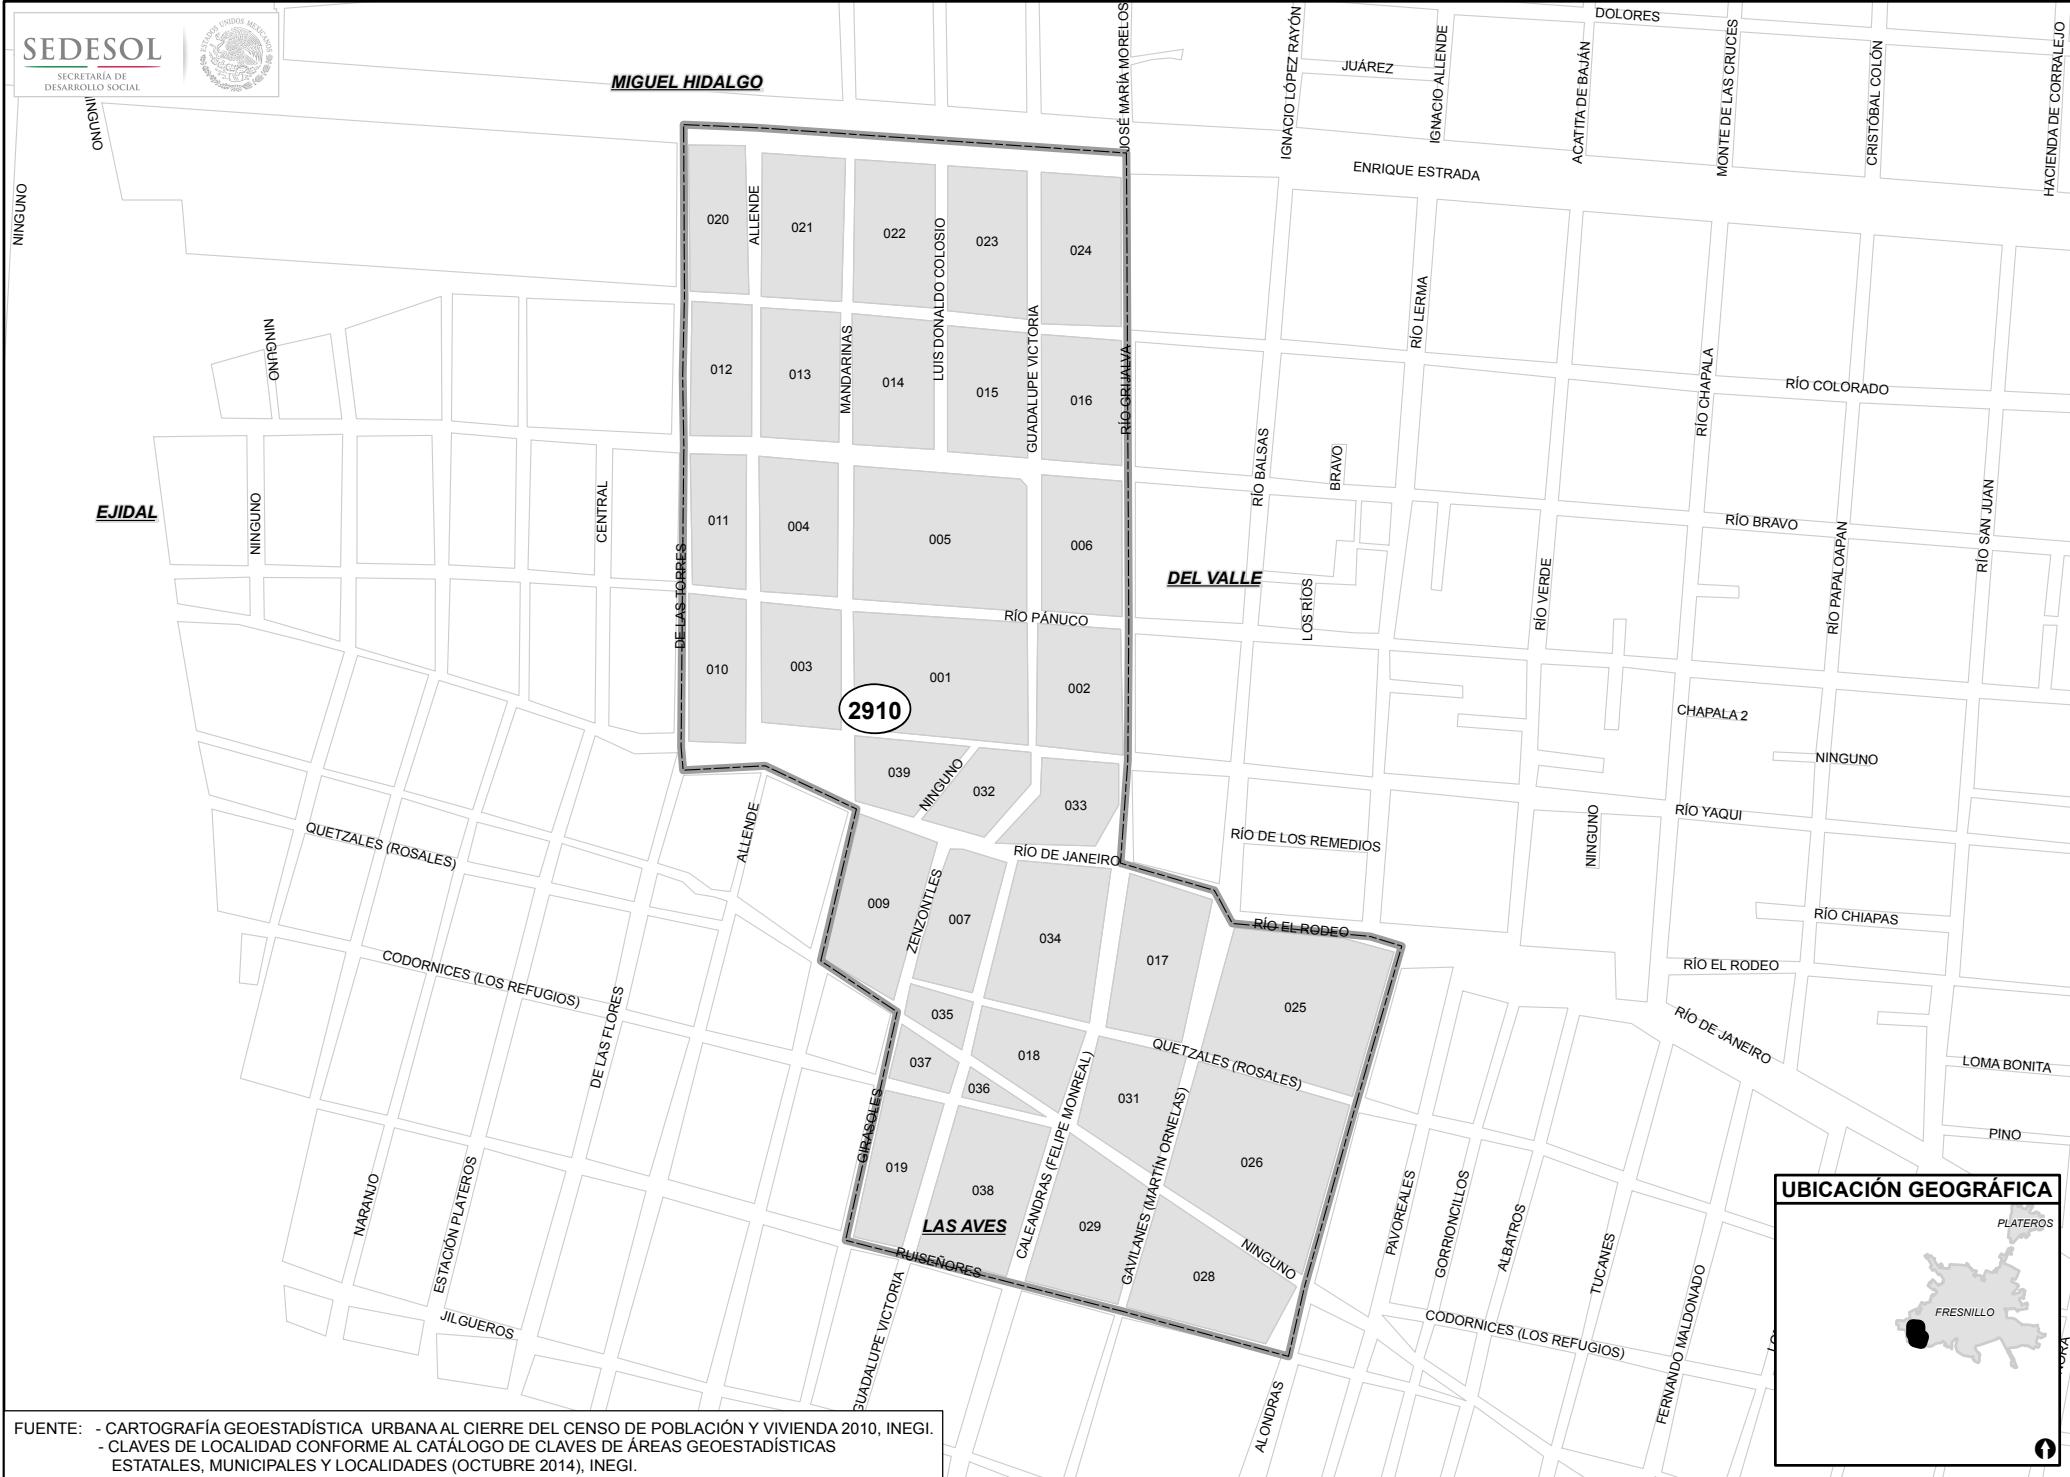 SEDESOL
SECRETARÍA DE
DESARROLLO SOCIAL
ESTADOS UNIDOS MEXICANOS
MIGUEL HIDALGO
JOSÉ MARÍA MORELOS
IGNACIO LÓPEZ RAYÓN
JUÁREZ
IGNACIO ALLENDE
DOLORES
ACATITA DE BAJÁN
MONTE DE LAS CRUCES
CRISTÓBAL COLÓN
HACIENDA DE CORRALEJO
ENRIQUE ESTRADA
NINGUNO
NINGUNO
020
ALLENDE
021
022
LUIS DONALDO COLOSIO
023
024
NINGUNO
012
013
MANDARINAS
014
015
GUADALUPE VICTORIA
016
RÍO GRIJALVA
RÍO LERMA
RÍO CHAPALA
RÍO COLORADO
EJIDAL
NINGUNO
CENTRAL
DE LAS TORRES
011
004
005
006
RÍO BALSAS
BRAVO
RÍO BRAVO
RÍO SAN JUAN
DEL VALLE
LOS RÍOS
RÍO VERDE
RÍO PAPALOAPAN
RÍO PÁNUCO
010
003
001
002
2910
CHAPALA 2
NINGUNO
039
NINGUNO
032
033
RÍO YAQUI
NINGUNO
RÍO DE LOS REMEDIOS
QUETZALES (ROSALES)
ALLENDE
RÍO DE JANEIRO
009
ZENZONTLES
007
034
017
RÍO EL RODEO
RÍO CHIAPAS
RÍO EL RODEO
CODORNICES (LOS REFUGIOS)
DE LAS FLORES
035
025
RÍO DE JANEIRO
037
018
036
QUETZALES (ROSALES)
LOMA BONITA
031
GIRASOLES
CALEANDRAS (FELIPE MONREAL)
GAVILANES (MARTÍN ORNELAS)
PINO
019
038
026
LAS AVES
029
NINGUNO
028
RUISEÑORES
NARANJO
ESTACIÓN PLATEROS
JILGUEROS
GUADALUPE VICTORIA
PAVOREALES
GORRIONCILLOS
ALBATROS
TUCANES
FERNANDO MALDONADO
CODORNICES (LOS REFUGIOS)
ALONDRAS
UBICACIÓN GEOGRÁFICA
PLATEROS
FRESNILLO
FUENTE: - CARTOGRAFÍA GEOESTADÍSTICA URBANA AL CIERRE DEL CENSO DE POBLACIÓN Y VIVIENDA 2010, INEGI.
- CLAVES DE LOCALIDAD CONFORME AL CATÁLOGO DE CLAVES DE ÁREAS GEOESTADÍSTICAS
ESTATALES, MUNICIPALES Y LOCALIDADES (OCTUBRE 2014), INEGI.